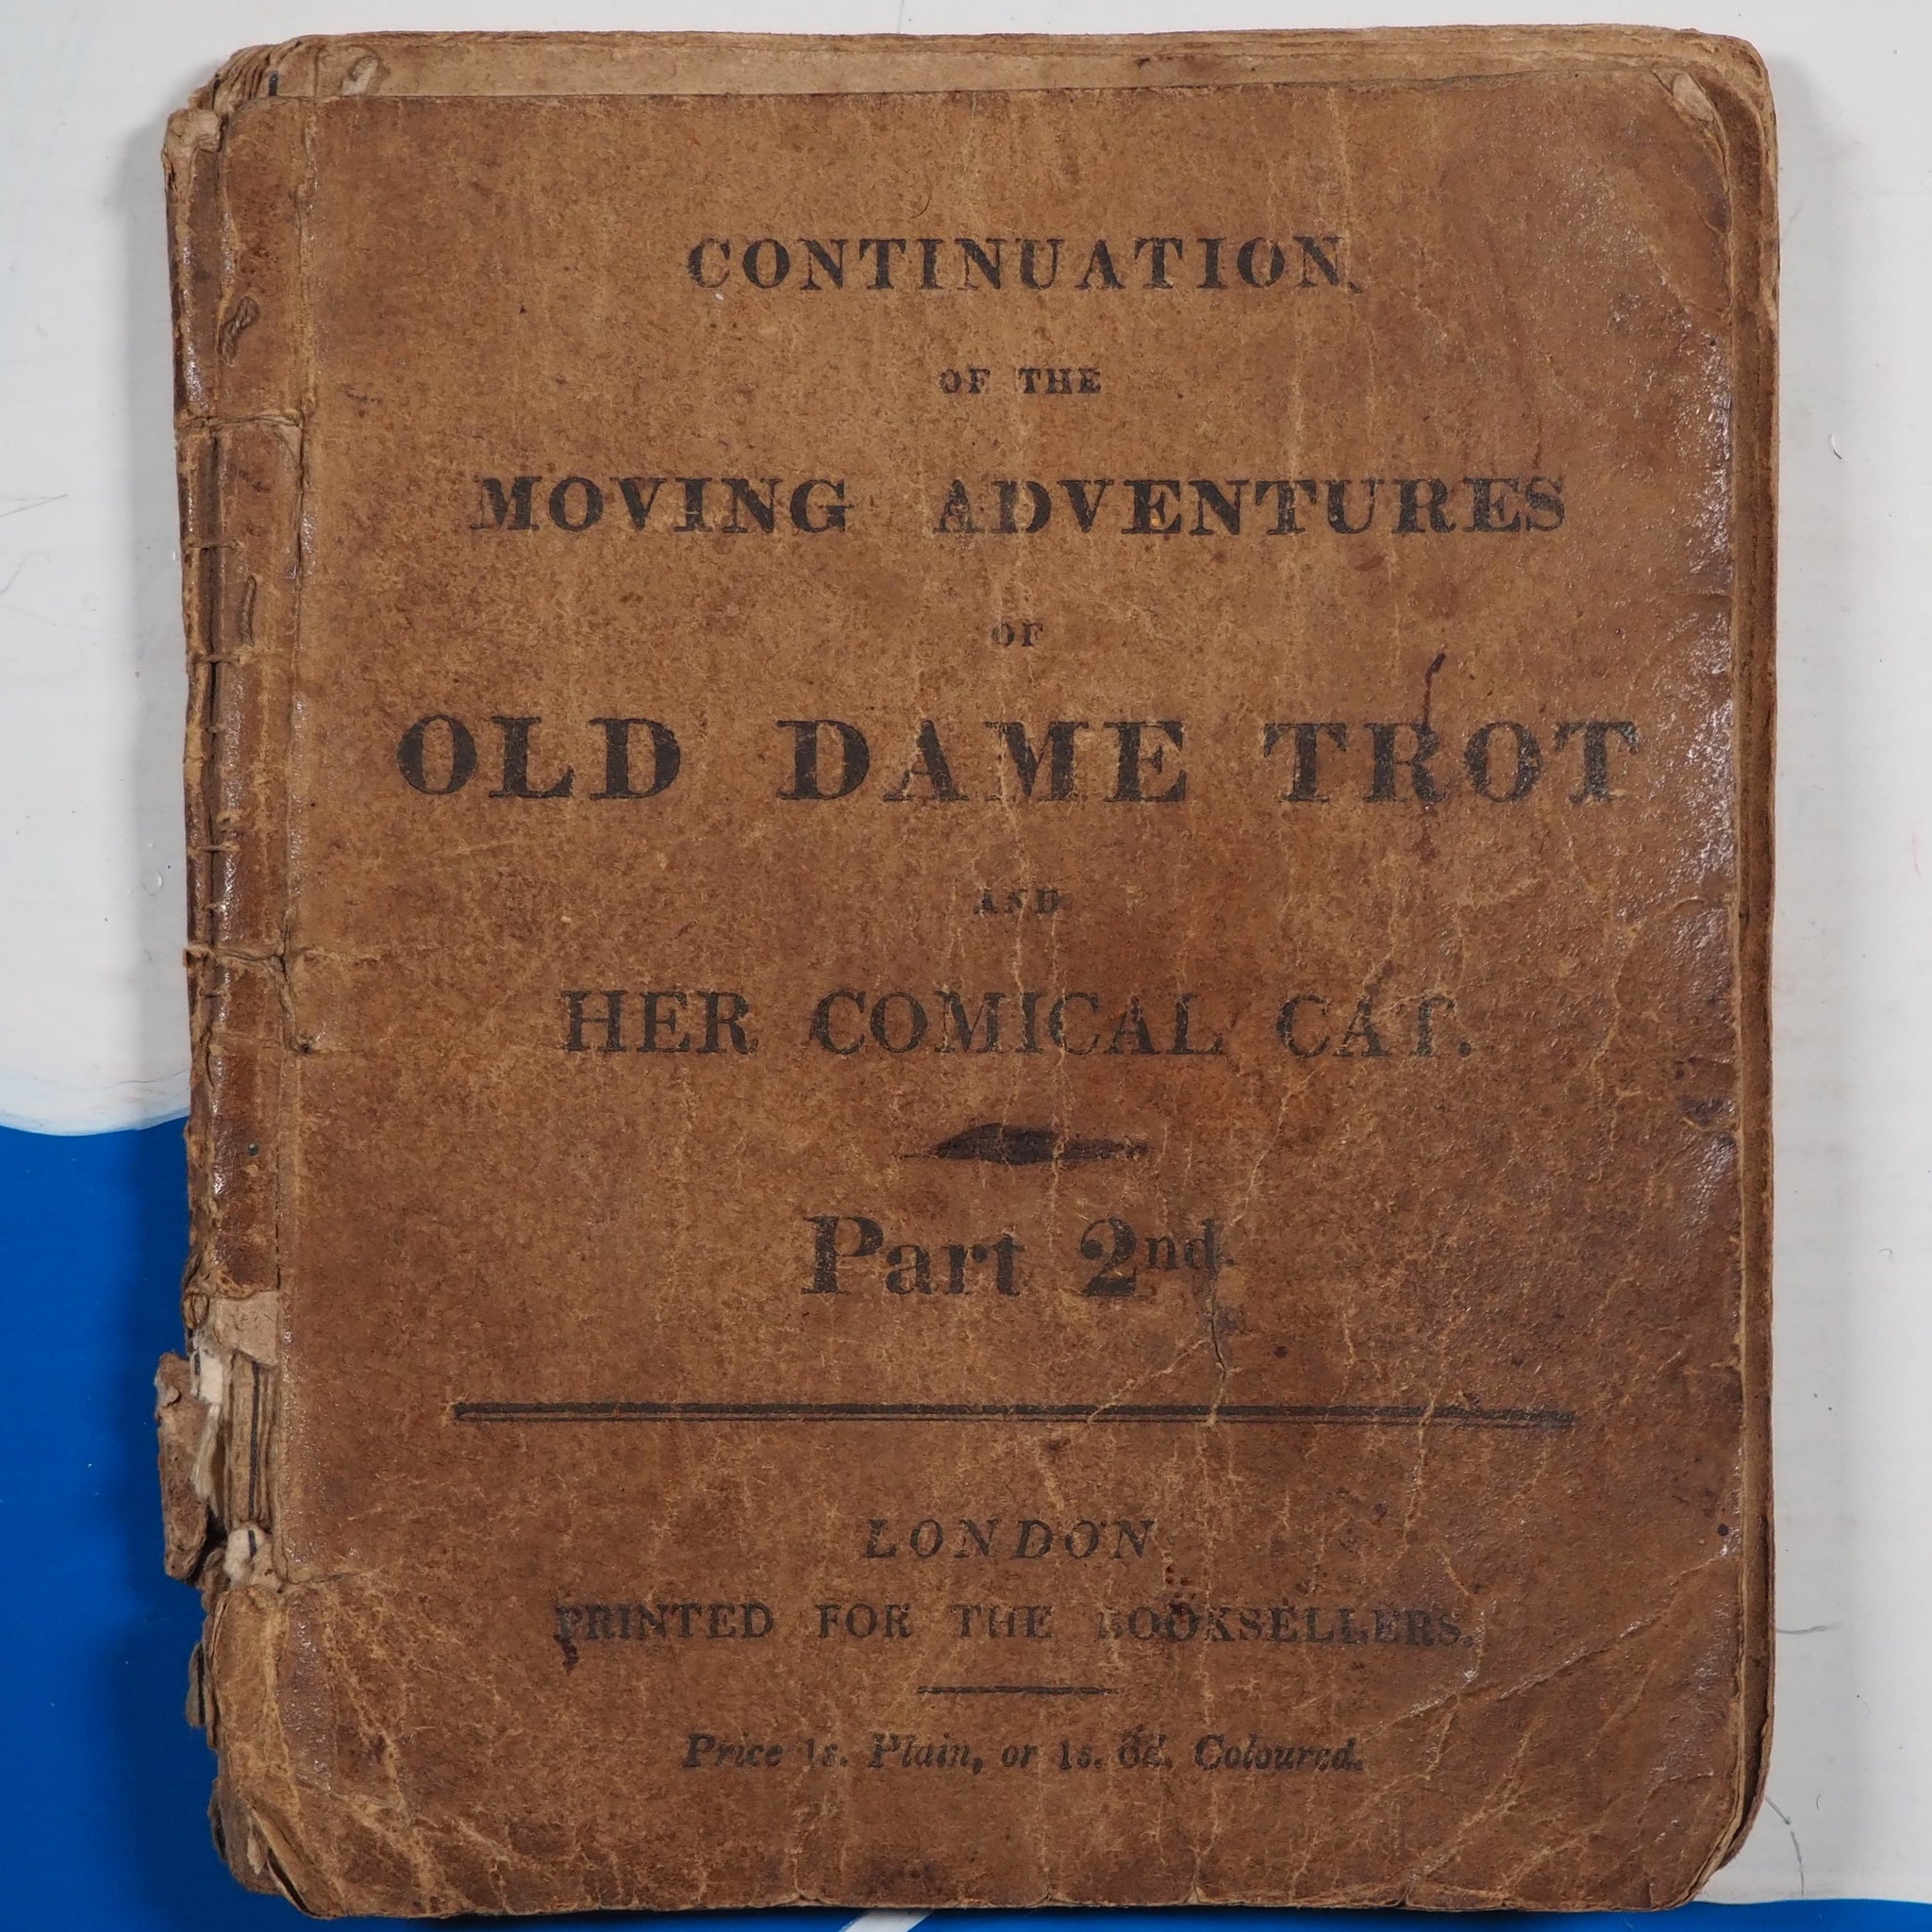 CONTINUATION
OF THE
MOVING ADVENTURES
OF
OLD DAME TROT
AND
HER COMICAL CAT.
Part 2nd.
LONDON
PRINTED FOR THE BOOKSELLERS.
Price 1s. Plain, or 1s. 6d. Coloured.